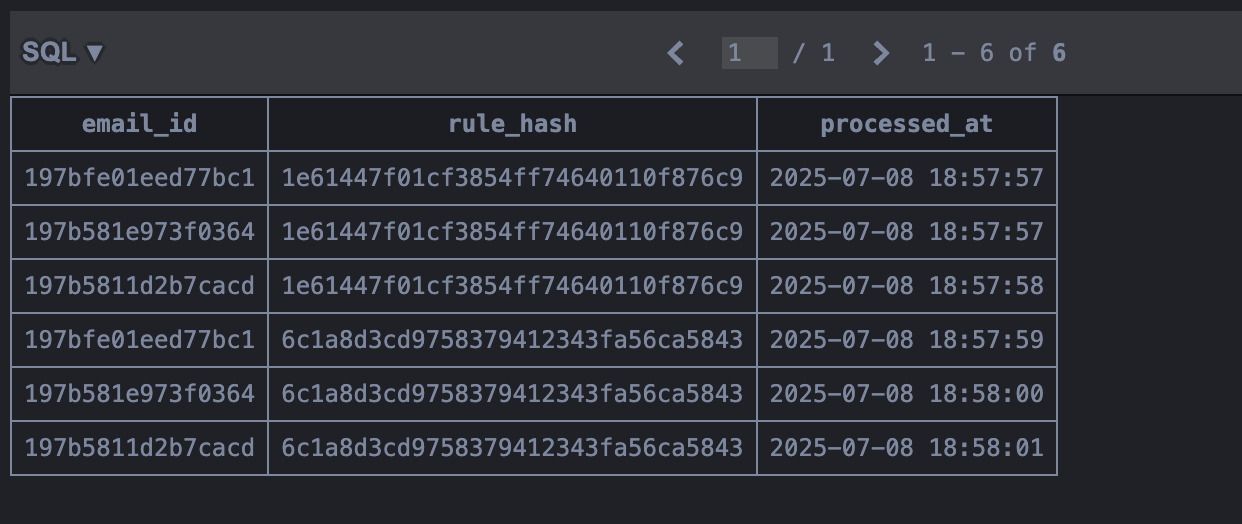 SQL ▼ 1 / 1 1 – 6 of 6
email_id rule_hash processed_at
197bfe01eed77bc1 1e61447f01cf3854ff74640110f876c9 2025-07-08 18:57:57
197b581e973f0364 1e61447f01cf3854ff74640110f876c9 2025-07-08 18:57:57
197b5811d2b7cacd 1e61447f01cf3854ff74640110f876c9 2025-07-08 18:57:58
197bfe01eed77bc1 6c1a8d3cd9758379412343fa56ca5843 2025-07-08 18:57:59
197b581e973f0364 6c1a8d3cd9758379412343fa56ca5843 2025-07-08 18:58:00
197b5811d2b7cacd 6c1a8d3cd9758379412343fa56ca5843 2025-07-08 18:58:01